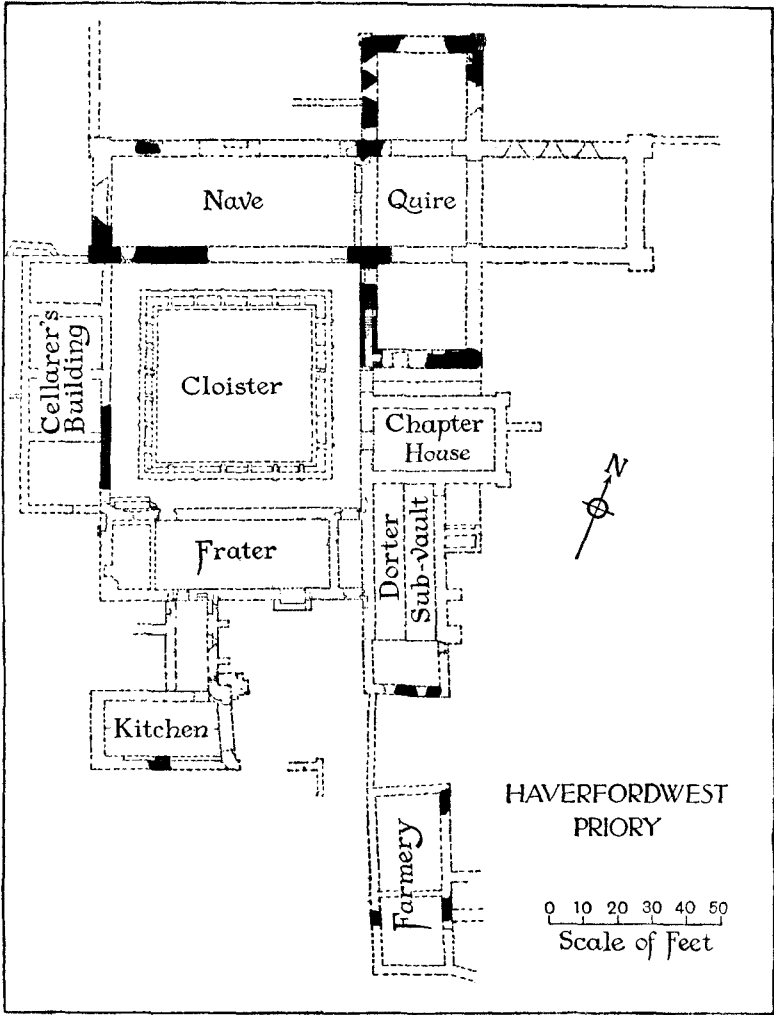 Nave
Quire
Cellarer's
Building
Cloister
Chapter
House
N
Frater
Dorter
Sub-vault
Kitchen
HAVERFORDWEST
PRIORY
Farmery
0 10 20 30 40 50
Scale of Feet